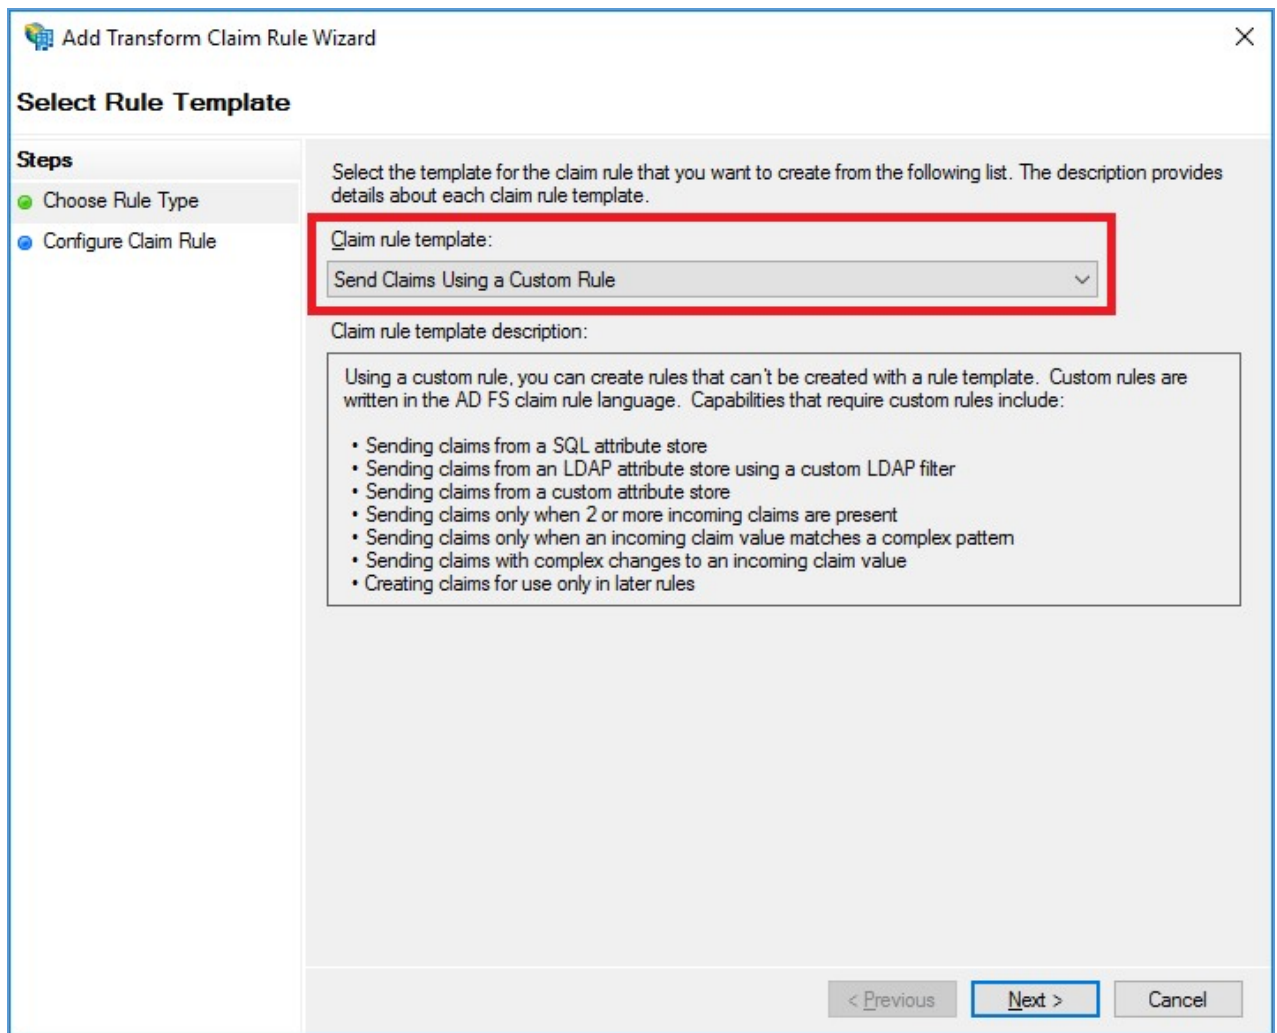 Add Transform Claim Rule Wizard
Select Rule Template
Steps
Choose Rule Type
Configure Claim Rule
Select the template for the claim rule that you want to create from the following list. The description provides
details about each claim rule template.
Claim rule template:
Send Claims Using a Custom Rule
Claim rule template description:
Using a custom rule, you can create rules that can't be created with a rule template. Custom rules are
written in the AD FS claim rule language. Capabilities that require custom rules include:
• Sending claims from a SQL attribute store
• Sending claims from an LDAP attribute store using a custom LDAP filter
• Sending claims from a custom attribute store
• Sending claims only when 2 or more incoming claims are present
• Sending claims only when an incoming claim value matches a complex pattern
• Sending claims with complex changes to an incoming claim value
• Creating claims for use only in later rules
< Previous
Next >
Cancel